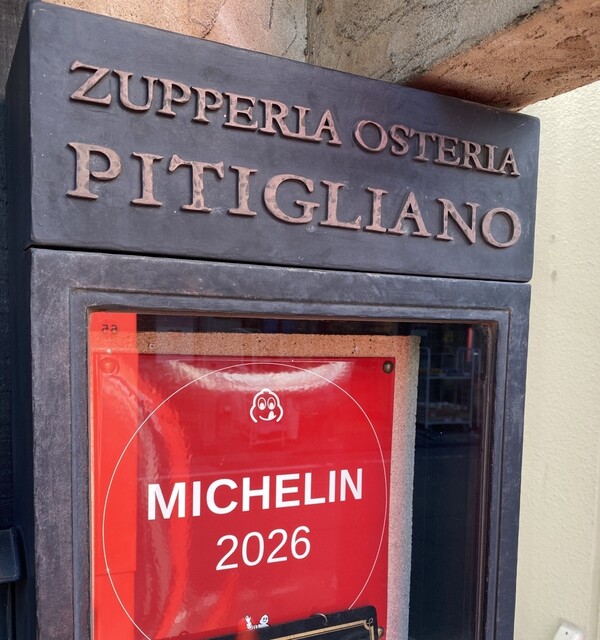 ZUPPERIA OSTERIA
PITIGLIANO
MICHELIN
2026